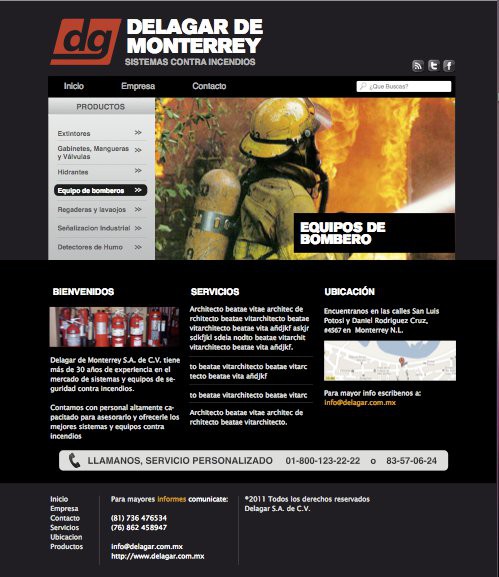 dg DELAGAR DE
MONTERREY
SISTEMAS CONTRA INCENDIOS
Inicio Empresa Contacto
¿Que Buscas?
PRODUCTOS
Extintores >>
Gabinetes, Mangueras
y Válvulas >>
Hidrantes >>
Equipo de bomberos >>
Regaderas y lavaojos >>
Señalizacion Industrial >>
Detectores de Humo >>
EQUIPOS DE
BOMBERO
BIENVENIDOS
Delagar de Monterrey S.A. de C.V. tiene
más de 30 años de experiencia en el
mercado de sistemas y equipos de se-
guridad contra incendios.
Contamos con personal altamente ca-
pacitado para asesorarlo y ofrecerle los
mejores sistemas y equipos contra
incendios
SERVICIOS
Architecto beatae vitae architec de
rchitecto beatae vitarchitecto beatae
vitarchitecto beatae vita añdjkf askjr
sdkfjkl sdela nodto beatae vitarchit
vitarchitecto beatae vita añdjkf.
to beatae vitarchitecto beatae vitarc
tecto beatae vita añdjkf
to beatae vitarchitecto beatae vitarc
Architecto beatae vitae architec de
rchitecto beatae vitarchitecto.
UBICACIÓN
Encuentranos en las calles San Luis
Potosi y Daniel Rodriguez Cruz,
#4567 en Monterrey N.L.
Para mayor info escribenos a:
info@delagar.com.mx
LLAMANOS, SERVICIO PERSONALIZADO 01-800-123-22-22 o 83-57-06-24
Inicio
Empresa
Contacto
Servicios
Ubicacion
Productos
Para mayores informes comunicate:
(81) 736 476534
(76) 862 458947
info@delagar.com.mx
http://www.delagar.com.mx
©2011 Todos los derechos reservados
Delagar S.A. de C.V.